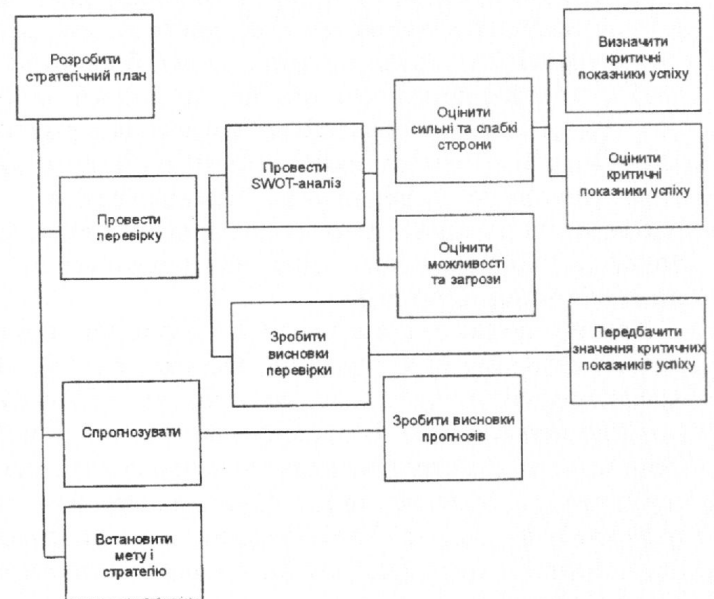 Розробити
стратегічний план
Визначити
критичні
показники успіху
Оцінити
сильні та слабкі
сторони
Оцінити
критичні
показники успіху
Провести
SWOT-аналіз
Провести
перевірку
Оцінити
можливості
та загрози
Зробити
висновки
перевірки
Передбачити
значення критичних
показників успіху
Спрогнозувати
Зробити висновки
прогнозів
Встановити
мету і
стратегію